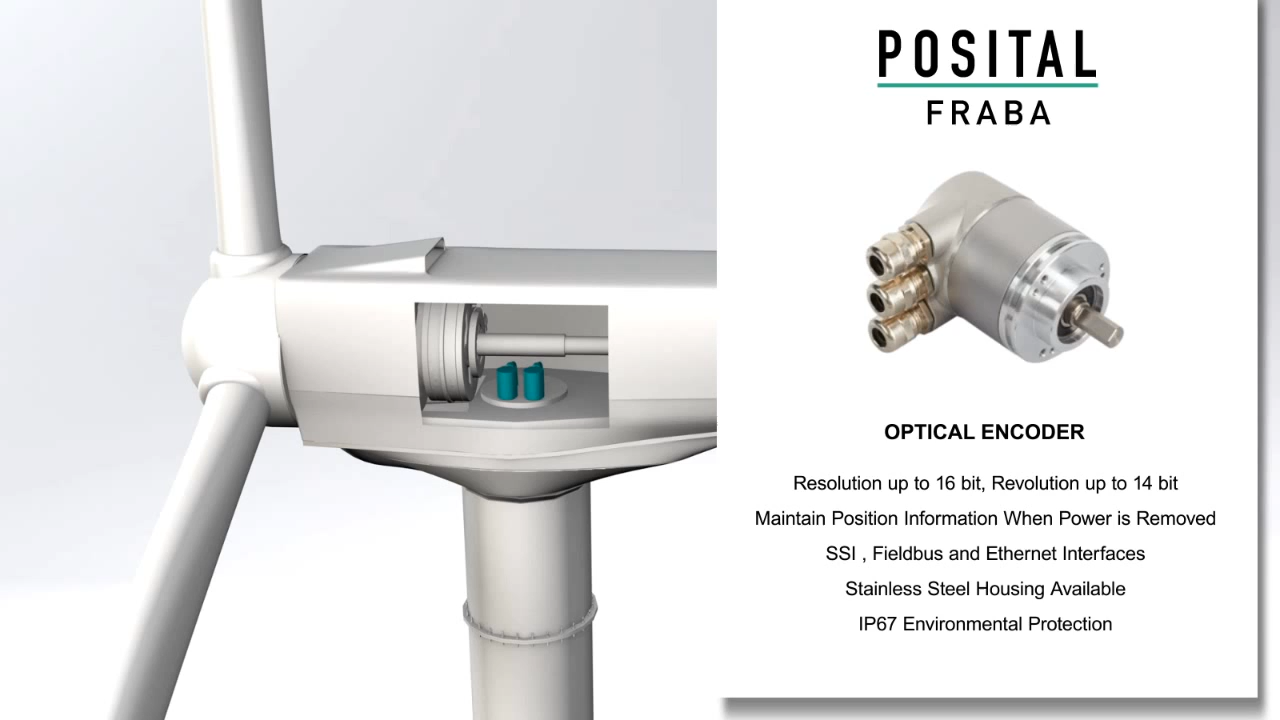 POSITAL
FRABA
OPTICAL ENCODER
Resolution up to 16 bit, Revolution up to 14 bit
Maintain Position Information When Power is Removed
SSI , Fieldbus and Ethernet Interfaces
Stainless Steel Housing Available
IP67 Environmental Protection